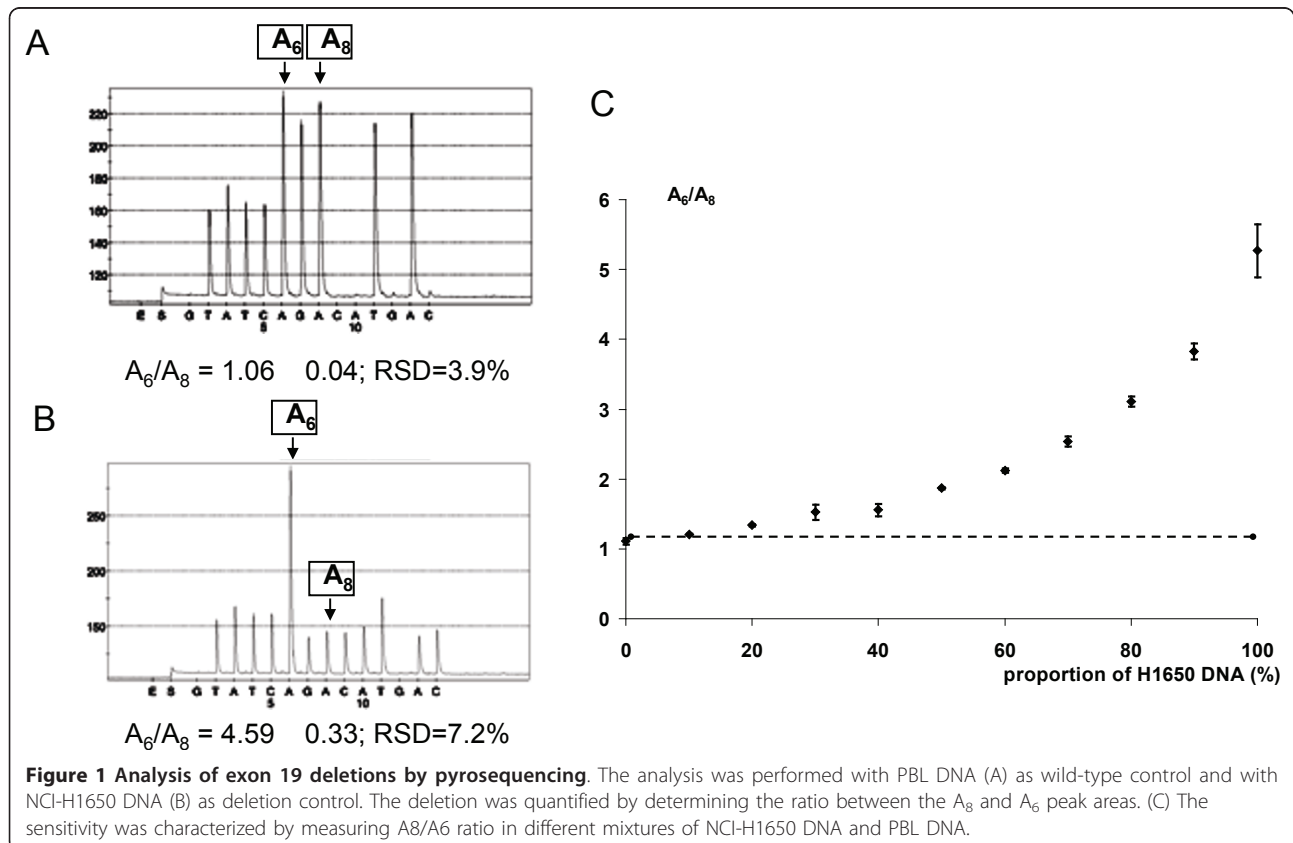 A
A6 A8
220
200
180
160
140
120
E S G T A T C A G A C A T G A C
5 10
A6/A8 = 1.06 0.04; RSD=3.9%
B
A6
A8
250
200
150
E S G T A T C A G A C A T G A C
5 10
A6/A8 = 4.59 0.33; RSD=7.2%
C
A6/A8
6
5
4
3
2
1
0
0 20 40 60 80 100
proportion of H1650 DNA (%)
Figure 1 Analysis of exon 19 deletions by pyrosequencing. The analysis was performed with PBL DNA (A) as wild-type control and with
NCI-H1650 DNA (B) as deletion control. The deletion was quantified by determining the ratio between the A8 and A6 peak areas. (C) The
sensitivity was characterized by measuring A8/A6 ratio in different mixtures of NCI-H1650 DNA and PBL DNA.